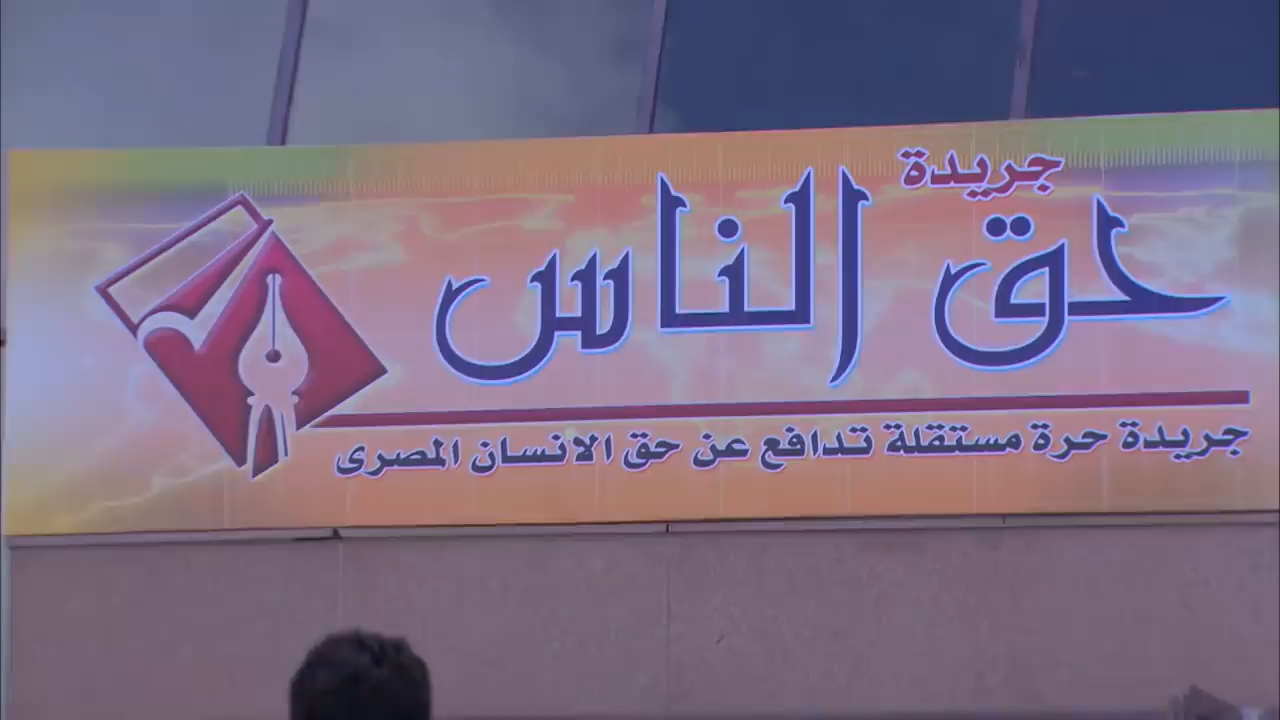 جريدة
حق الناس
جريدة حرة مستقلة تدافع عن حق الانسان المصرى